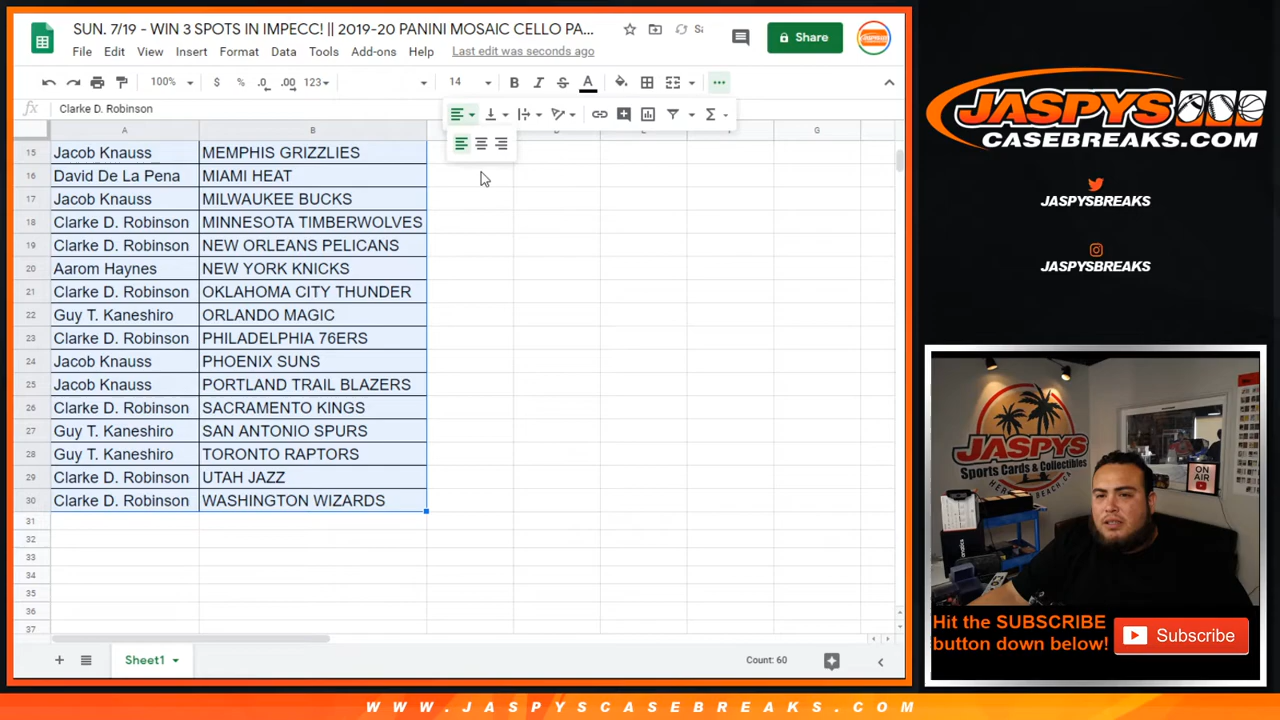 SUN. 7/19 - WIN 3 SPOTS IN IMPECC! || 2019-20 PANINI MOSAIC CELLO PA...
File Edit View Insert Format Data Tools Add-ons Help Last edit was seconds ago
Share
100% $ % .0 .00 123 14 B I S A
fx Clarke D. Robinson
A B G
15 Jacob Knauss MEMPHIS GRIZZLIES
16 David De La Pena MIAMI HEAT
17 Jacob Knauss MILWAUKEE BUCKS
18 Clarke D. Robinson MINNESOTA TIMBERWOLVES
19 Clarke D. Robinson NEW ORLEANS PELICANS
20 Aarom Haynes NEW YORK KNICKS
21 Clarke D. Robinson OKLAHOMA CITY THUNDER
22 Guy T. Kaneshiro ORLANDO MAGIC
23 Clarke D. Robinson PHILADELPHIA 76ERS
24 Jacob Knauss PHOENIX SUNS
25 Jacob Knauss PORTLAND TRAIL BLAZERS
26 Clarke D. Robinson SACRAMENTO KINGS
27 Guy T. Kaneshiro SAN ANTONIO SPURS
28 Guy T. Kaneshiro TORONTO RAPTORS
29 Clarke D. Robinson UTAH JAZZ
30 Clarke D. Robinson WASHINGTON WIZARDS
31
32
33
34
35
36
37
Sheet1 Count: 60
JASPYS
CASEBREAKS.COM
JASPYSBREAKS
JASPYSBREAKS
JASPYS
Sports Cards & Collectibles
ON AIR
Hit the SUBSCRIBE
button down below!
Subscribe
WWW.JASPYSCASEBREAKS.COM